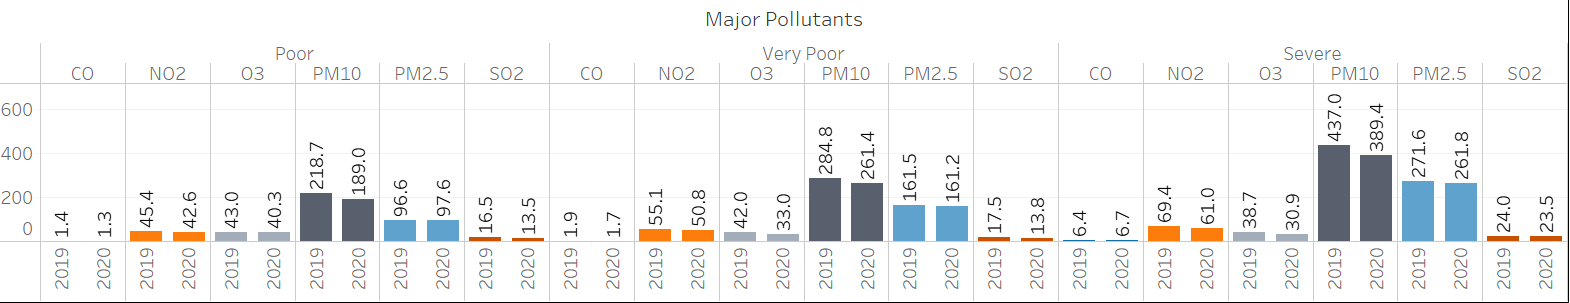 Major Pollutants
Poor Very Poor Severe
CO NO2 O3 PM10 PM2.5 SO2 CO NO2 O3 PM10 PM2.5 SO2 CO NO2 O3 PM10 PM2.5 SO2
600
400
200
0
1.4 1.3 45.4 42.6 43.0 40.3 218.7 189.0 96.6 97.6 16.5 13.5 1.9 1.7 55.1 50.8 42.0 33.0 284.8 261.4 161.5 161.2 17.5 13.8 6.4 6.7 69.4 61.0 38.7 30.9 437.0 389.4 271.6 261.8 24.0 23.5
2019 2020 2019 2020 2019 2020 2019 2020 2019 2020 2019 2020 2019 2020 2019 2020 2019 2020 2019 2020 2019 2020 2019 2020 2019 2020 2019 2020 2019 2020 2019 2020 2019 2020 2019 2020